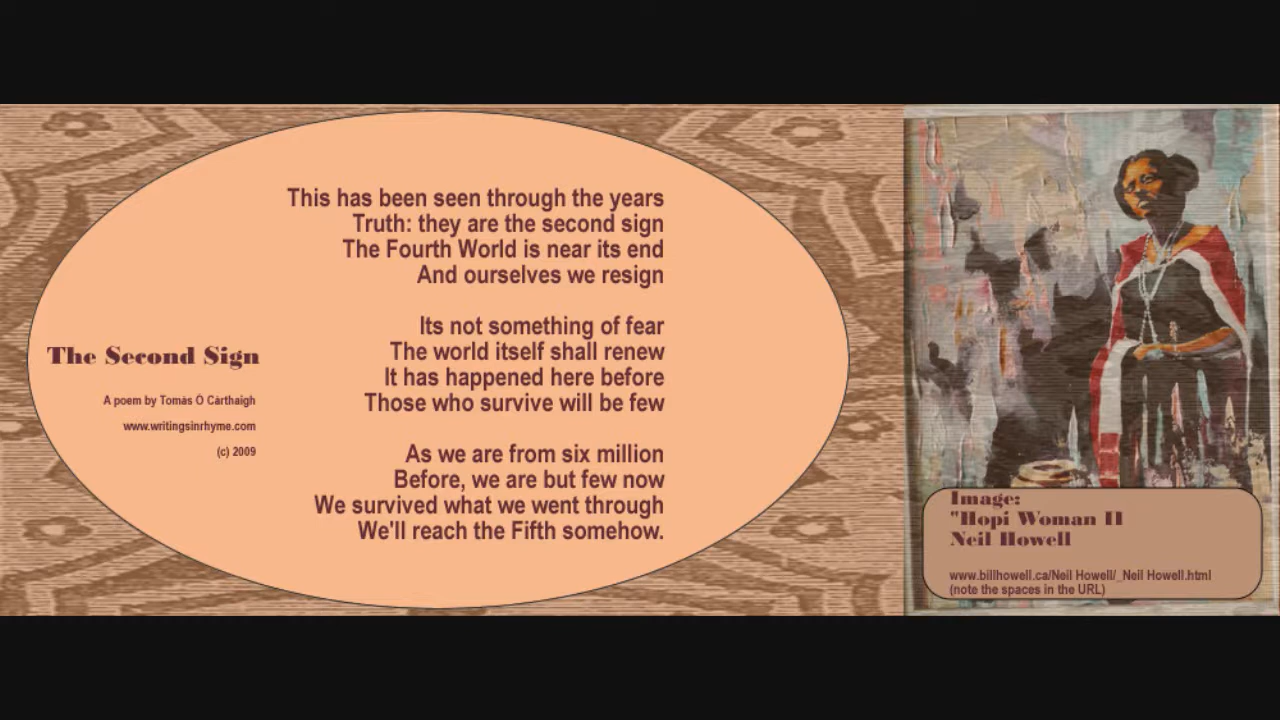 The Second Sign
A poem by Tomás Ó Cárthaigh
www.writingsinrhyme.com
(c) 2009
This has been seen through the years
Truth: they are the second sign
The Fourth World is near its end
And ourselves we resign
Its not something of fear
The world itself shall renew
It has happened here before
Those who survive will be few
As we are from six million
Before, we are but few now
We survived what we went through
We'll reach the Fifth somehow.
Image:
"Hopi Woman II
Neil Howell
www.billhowell.ca/Neil Howell/_Neil Howell.html
(note the spaces in the URL)